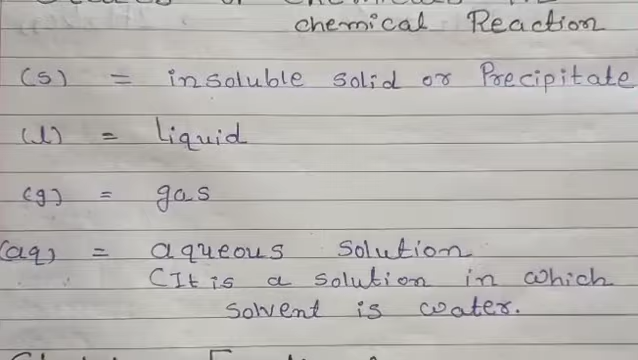 chemical Reaction
(s) = insoluble solid or Precipitate
(l) = liquid
(g) = gas
(aq) = aqueous solution
(It is a solution in which
solvent is water.